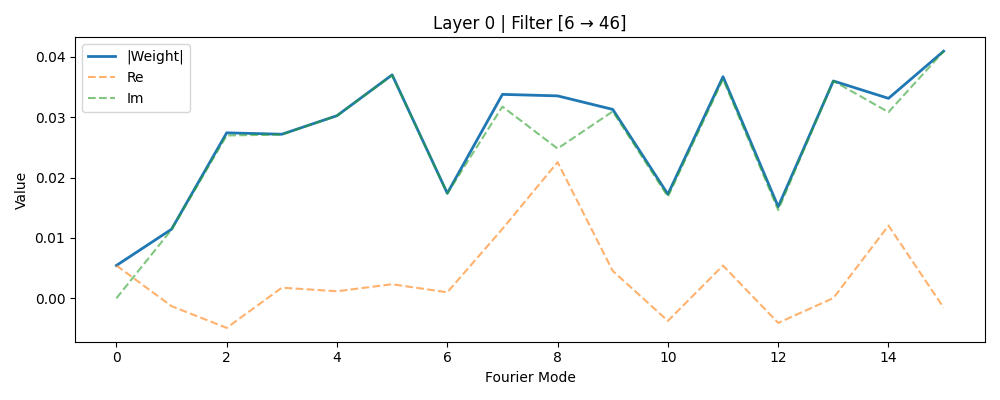 Layer 0 | Filter [6 → 46]
|Weight|
Re
Im
0.04
0.03
0.02
0.01
0.00
Value
0 2 4 6 8 10 12 14
Fourier Mode